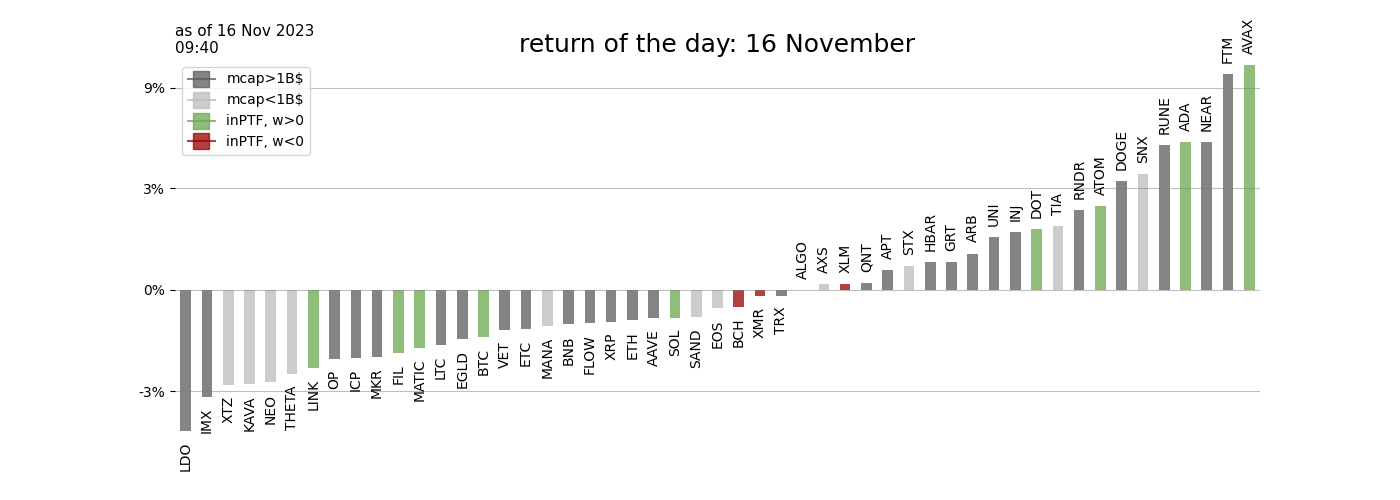 as of 16 Nov 2023
09:40
return of the day: 16 November
mcap>1B$
mcap<1B$
inPTF, w>0
inPTF, w<0
9%
3%
0%
-3%
LDO
IMX
XTZ
KAVA
NEO
THETA
LINK
OP
ICP
MKR
FIL
MATIC
LTC
EGLD
BTC
VET
ETC
MANA
BNB
FLOW
XRP
ETH
AAVE
SOL
SAND
EOS
BCH
XMR
TRX
ALGO
AXS
XLM
QNT
APT
STX
HBAR
GRT
ARB
UNI
INJ
DOT
TIA
RNDR
ATOM
DOGE
SNX
RUNE
ADA
NEAR
FTM
AVAX